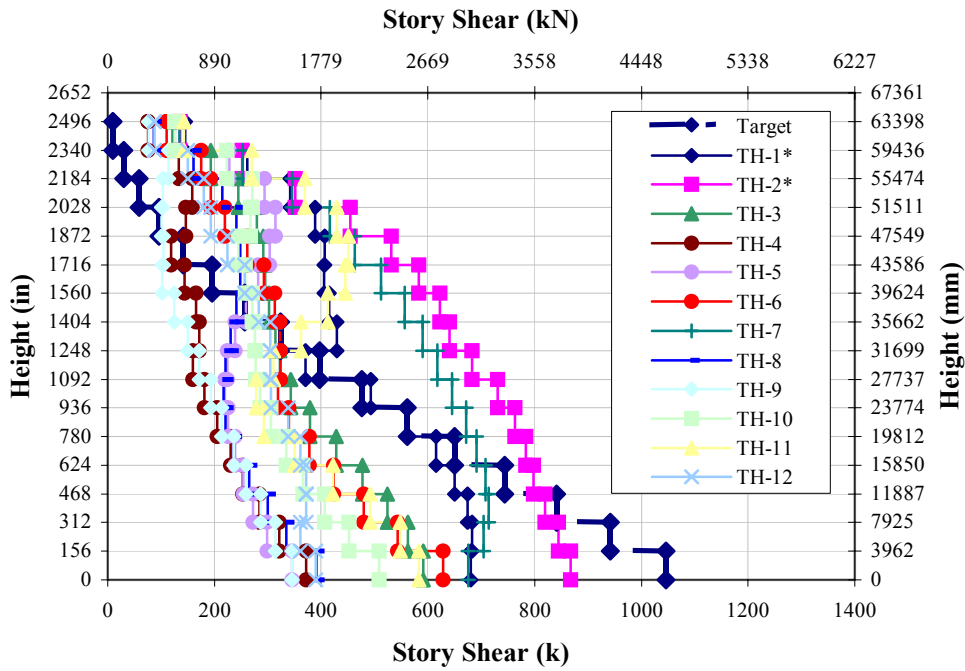 Story Shear (kN)
0 890 1779 2669 3558 4448 5338 6227
2652 67361
2496 63398
2340 59436
2184 55474
2028 51511
1872 47549
1716 43586
1560 39624
1404 35662
1248 31699
1092 27737
936 23774
780 19812
624 15850
468 11887
312 7925
156 3962
0 0
Height (in)
Height (mm)
Target
TH-1*
TH-2*
TH-3
TH-4
TH-5
TH-6
TH-7
TH-8
TH-9
TH-10
TH-11
TH-12
0 200 400 600 800 1000 1200 1400
Story Shear (k)